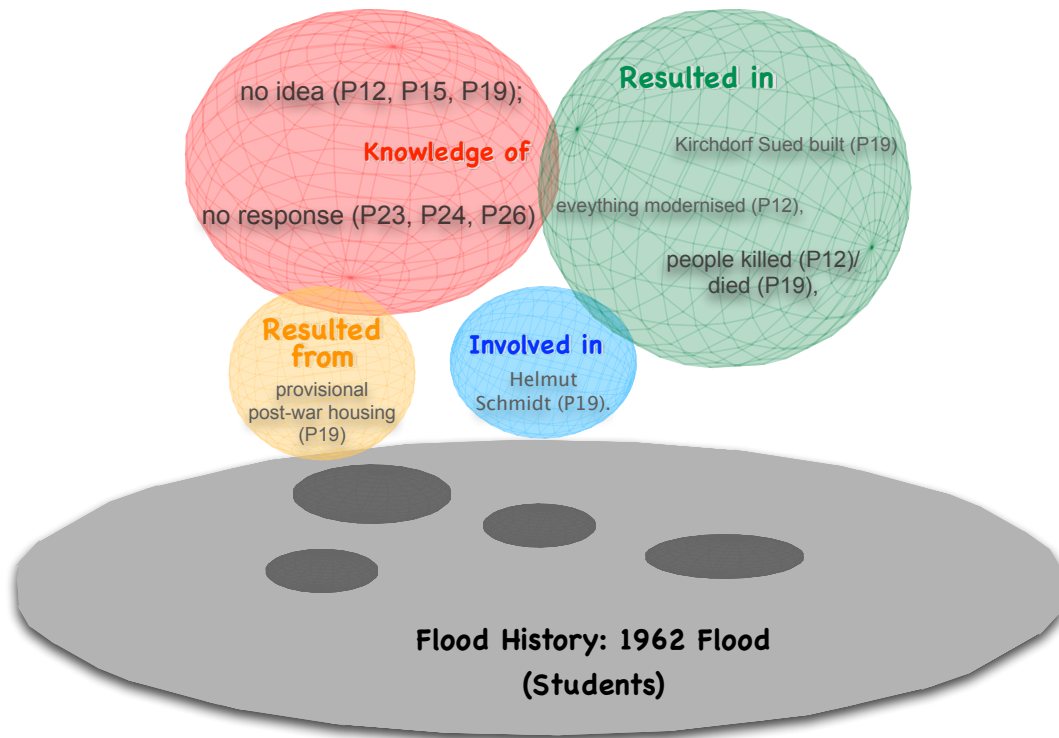 no idea (P12, P15, P19);
Knowledge of
no response (P23, P24, P26)
Resulted in
Kirchdorf Sued built (P19)
eveything modernised (P12),
people killed (P12)/
died (P19),
Resulted
from
provisional
post-war housing
(P19)
Involved in
Helmut
Schmidt (P19).
Flood History: 1962 Flood
(Students)